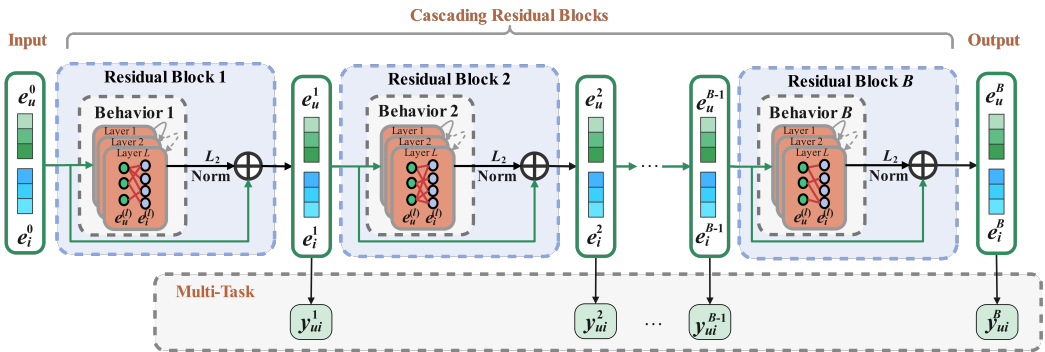 Cascading Residual Blocks
Input
Output
Residual Block 1
Residual Block 2
Residual Block B
e_u^0
Behavior 1
Layer 1
Layer 2
Layer L
e_u^(l) e_i^(l)
L_2
Norm
e_i^0
e_u^1
e_i^1
Behavior 2
Layer 1
Layer 2
Layer L
e_u^(l) e_i^(l)
L_2
Norm
e_u^2
e_i^2
...
e_u^B-1
e_i^B-1
Behavior B
Layer 1
Layer 2
Layer L
e_u^(l) e_i^(l)
L_2
Norm
e_u^B
e_i^B
Multi-Task
y_ui^1
y_ui^2
...
y_ui^B-1
y_ui^B